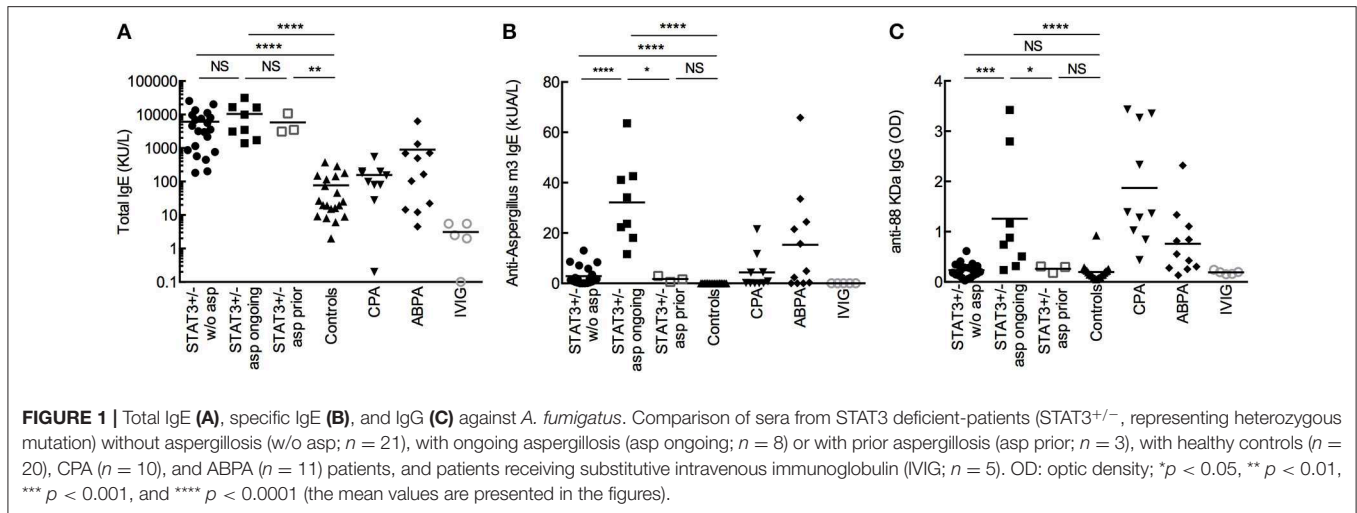 A
****
****
NS
NS
**
Total IgE (KU/L)
100000
10000
1000
100
10
1
0.1
STAT3+/-
w/o asp
STAT3+/-
asp ongoing
STAT3+/-
asp prior
Controls
CPA
ABPA
IVIG
B
****
****
****
*
NS
Anti-Aspergillus m3 IgE (kUA/L)
80
60
40
20
0
STAT3+/-
w/o asp
STAT3+/-
asp ongoing
STAT3+/-
asp prior
Controls
CPA
ABPA
IVIG
C
****
NS
***
*
NS
anti-88 KDa IgG (OD)
4
3
2
1
0
STAT3+/-
w/o asp
STAT3+/-
asp ongoing
STAT3+/-
asp prior
Controls
CPA
ABPA
IVIG
FIGURE 1 | Total IgE (A), specific IgE (B), and IgG (C) against A. fumigatus. Comparison of sera from STAT3 deficient-patients (STAT3+/−, representing heterozygous
mutation) without aspergillosis (w/o asp; n = 21), with ongoing aspergillosis (asp ongoing; n = 8) or with prior aspergillosis (asp prior; n = 3), with healthy controls (n =
20), CPA (n = 10), and ABPA (n = 11) patients, and patients receiving substitutive intravenous immunoglobulin (IVIG; n = 5). OD: optic density; *p < 0.05, ** p < 0.01,
*** p < 0.001, and **** p < 0.0001 (the mean values are presented in the figures).